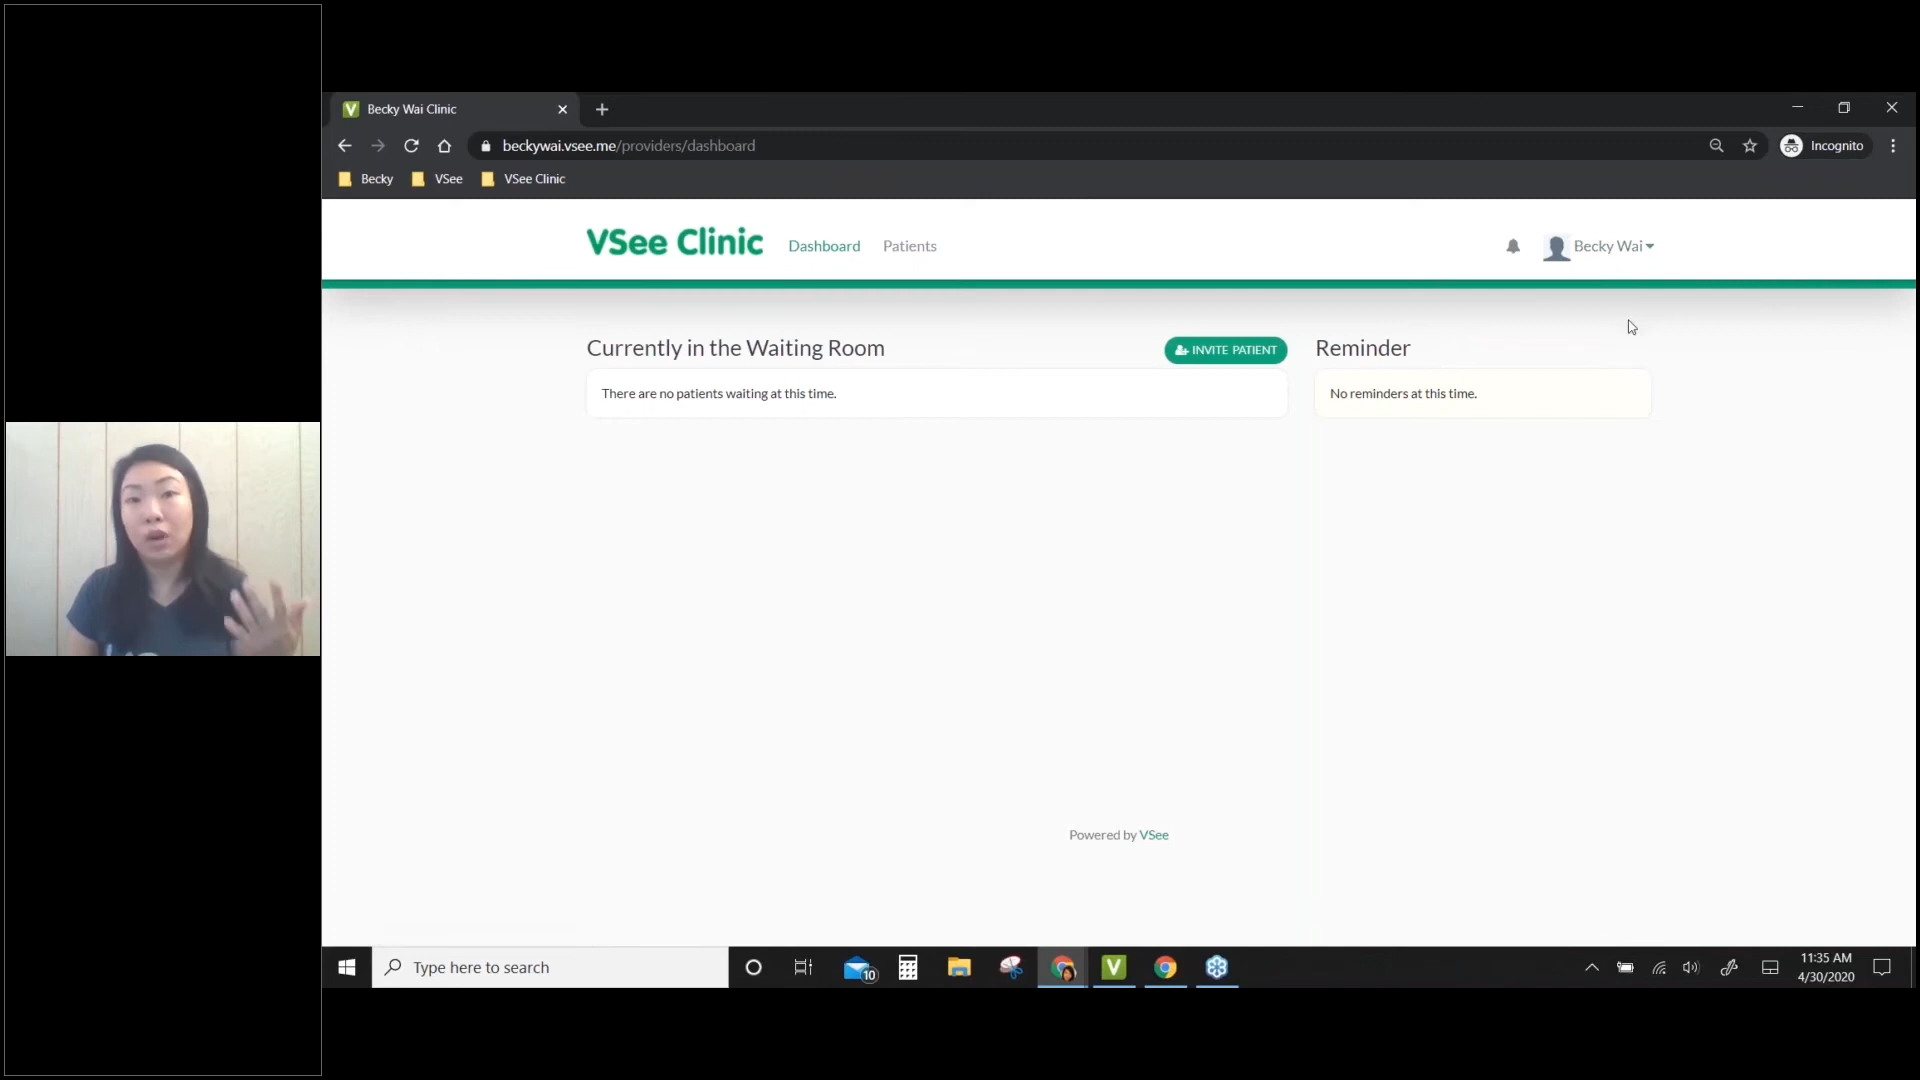 Becky Wai Clinic
beckywai.vsee.me/providers/dashboard
Incognito
Becky
VSee
VSee Clinic
VSee Clinic
Dashboard
Patients
Becky Wai
Currently in the Waiting Room
INVITE PATIENT
Reminder
There are no patients waiting at this time.
No reminders at this time.
Powered by VSee
Type here to search
10
V
11:35 AM
4/30/2020